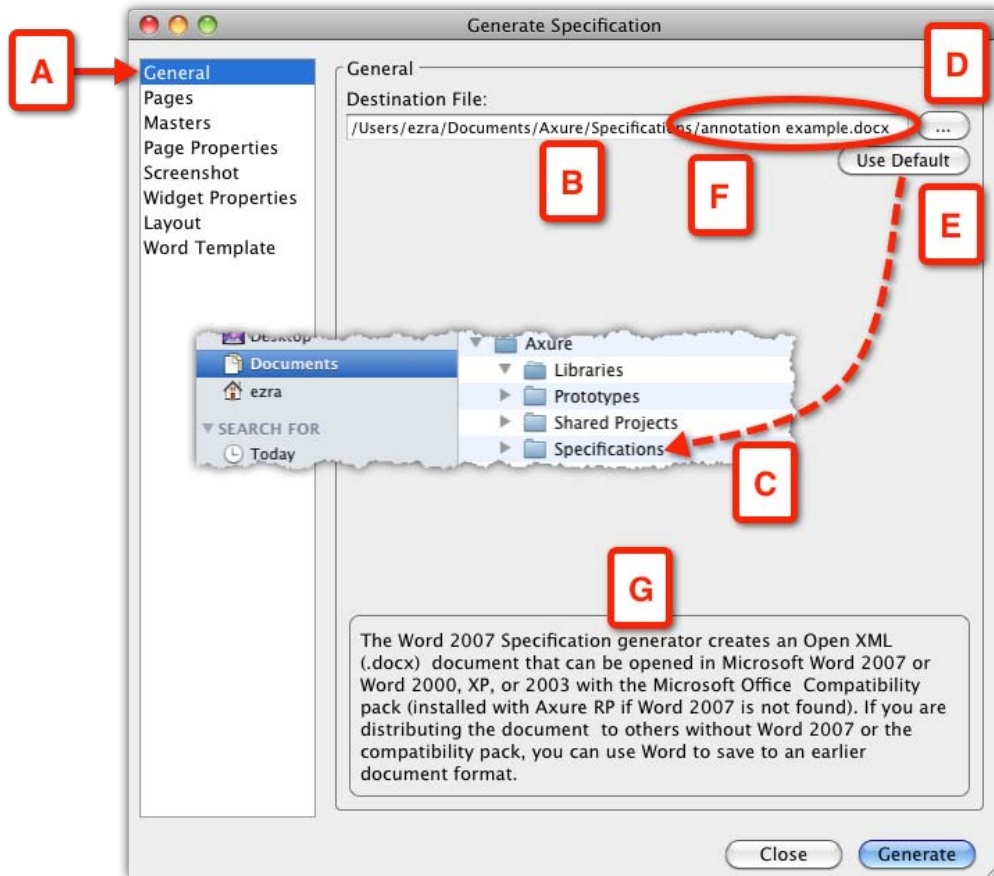 Generate Specification
A
General
Pages
Masters
Page Properties
Screenshot
Widget Properties
Layout
Word Template
General
D
Destination File:
/Users/ezra/Documents/Axure/Specifications/annotation example.docx
...
Use Default
B
F
E
Desktop
Documents
ezra
SEARCH FOR
Today
Axure
Libraries
Prototypes
Shared Projects
Specifications
C
G
The Word 2007 Specification generator creates an Open XML
(.docx) document that can be opened in Microsoft Word 2007 or
Word 2000, XP, or 2003 with the Microsoft Office Compatibility
pack (installed with Axure RP if Word 2007 is not found). If you are
distributing the document to others without Word 2007 or the
compatibility pack, you can use Word to save to an earlier
document format.
Close
Generate